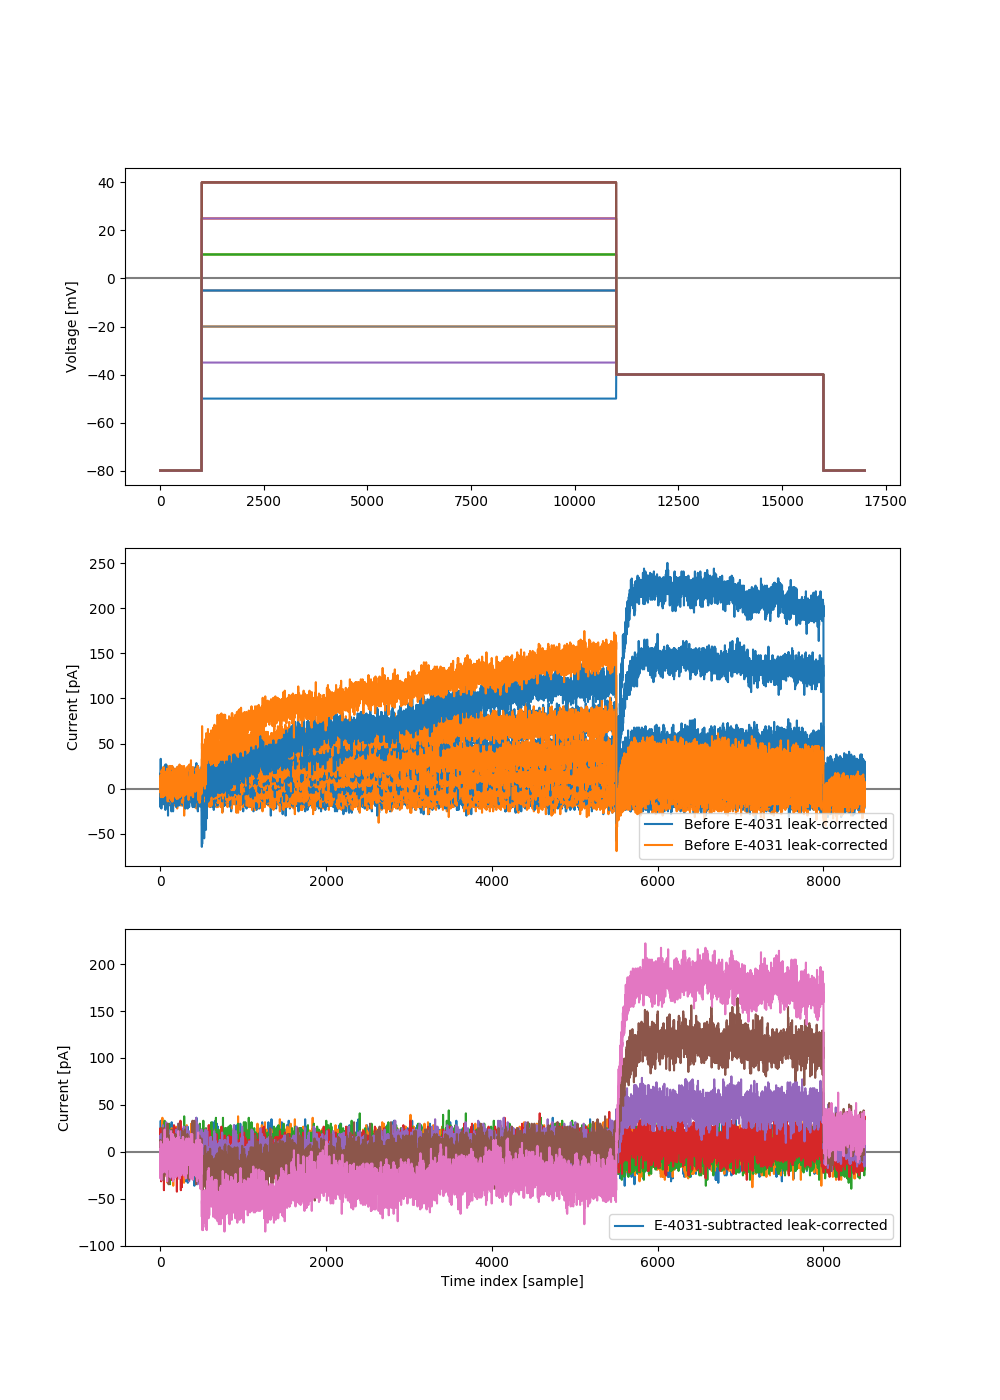 40
20
0
−20
−40
−60
−80
Voltage [mV]
0 2500 5000 7500 10000 12500 15000 17500
250
200
150
100
50
0
−50
Current [pA]
Before E-4031 leak-corrected
Before E-4031 leak-corrected
0 2000 4000 6000 8000
200
150
100
50
0
−50
−100
Current [pA]
E-4031-subtracted leak-corrected
0 2000 4000 6000 8000
Time index [sample]